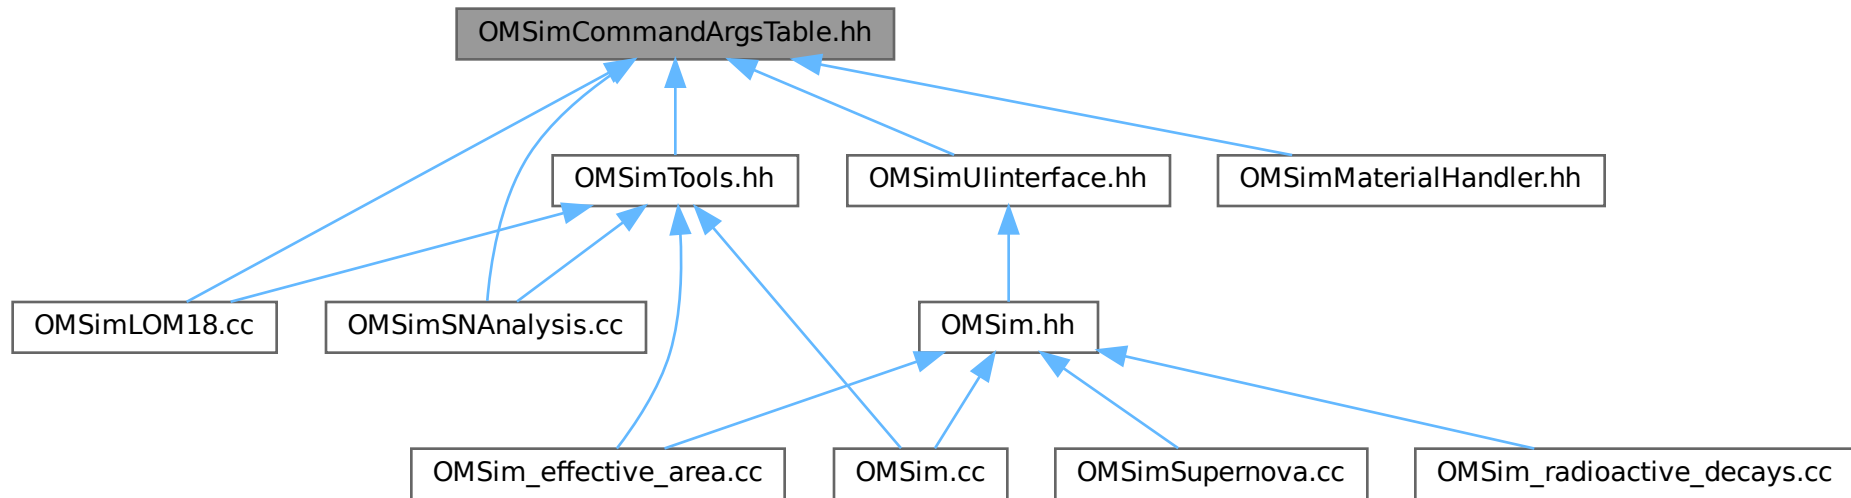 OMSimCommandArgsTable.hh
OMSimTools.hh
OMSimUIinterface.hh
OMSimMaterialHandler.hh
OMSimLOM18.cc
OMSimSNAnalysis.cc
OMSim.hh
OMSim_effective_area.cc
OMSim.cc
OMSimSupernova.cc
OMSim_radioactive_decays.cc